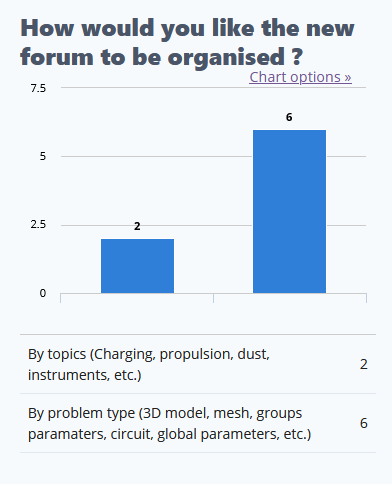 How would you like the new
forum to be organised ?
Chart options »
7.5
6
5
2
2.5
0
By topics (Charging, propulsion, dust,
instruments, etc.)
2
By problem type (3D model, mesh, groups
paramaters, circuit, global parameters, etc.)
6